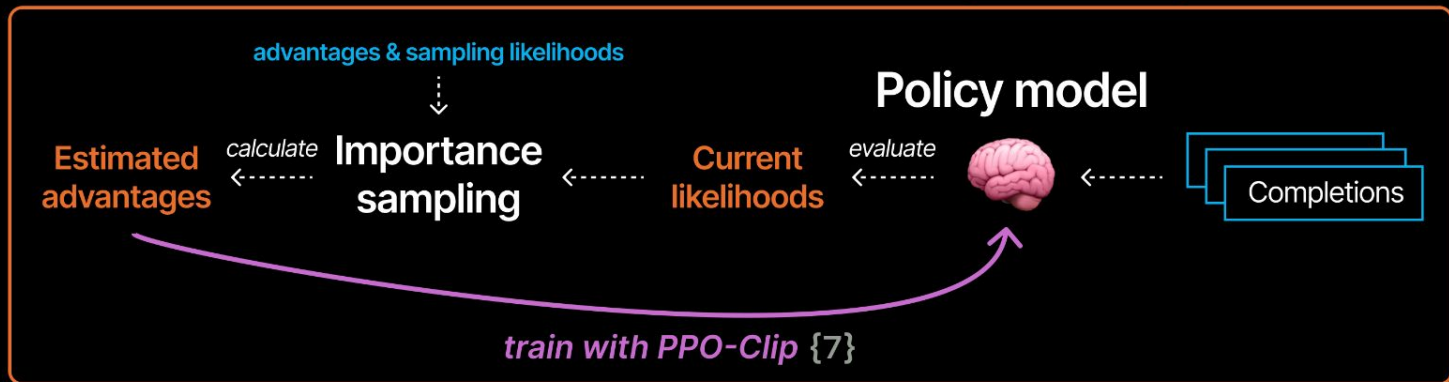 advantages & sampling likelihoods
Policy model
Estimated
advantages
calculate
Importance
sampling
Current
likelihoods
evaluate
Completions
train with PPO-Clip {7}